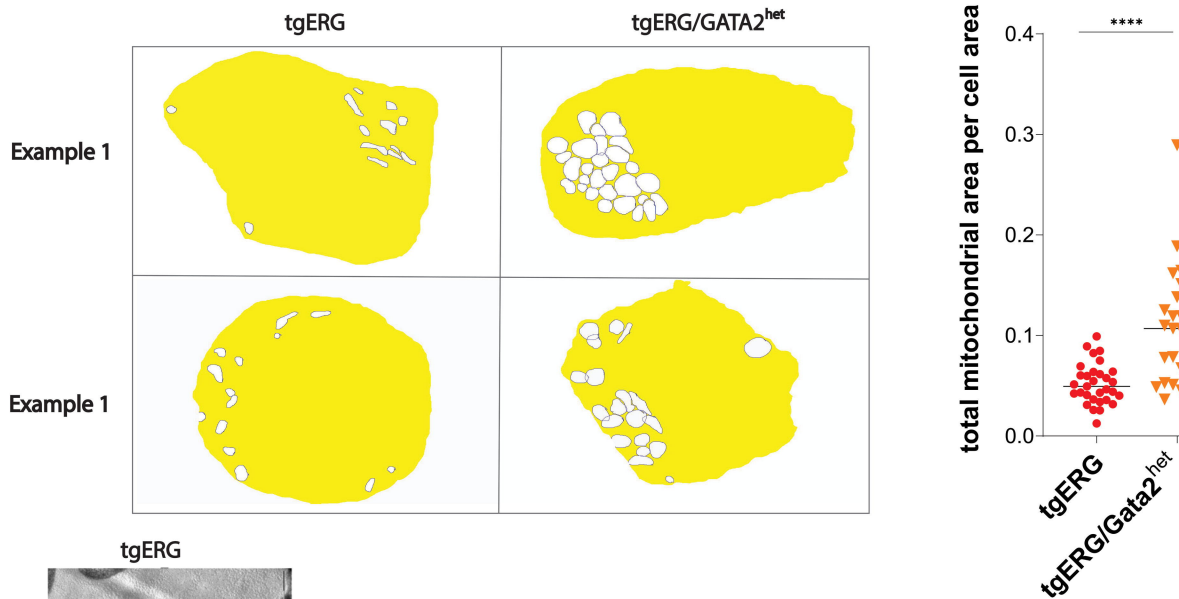 tgERG
tgERG/GATA2het
Example 1
Example 1
tgERG
total mitochondrial area per cell area
****
0.4
0.3
0.2
0.1
0.0
tgERG
tgERG/Gata2het